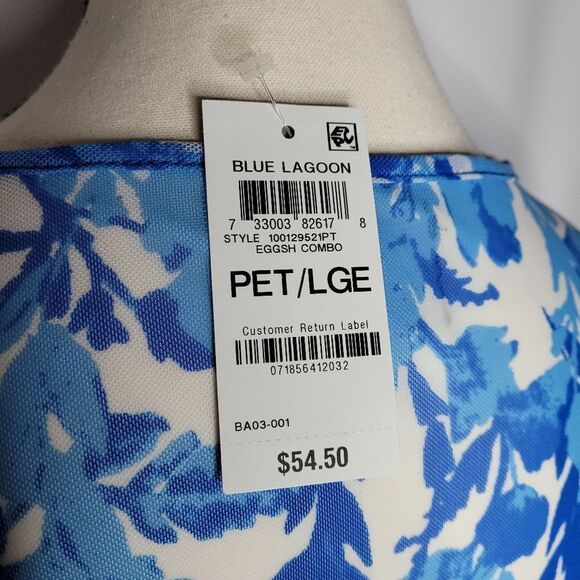 BLUE LAGOON
7 33003 82617 8
STYLE 100129521PT
EGGSH COMBO
PET/LGE
Customer Return Label
071856412032
BA03-001
$54.50